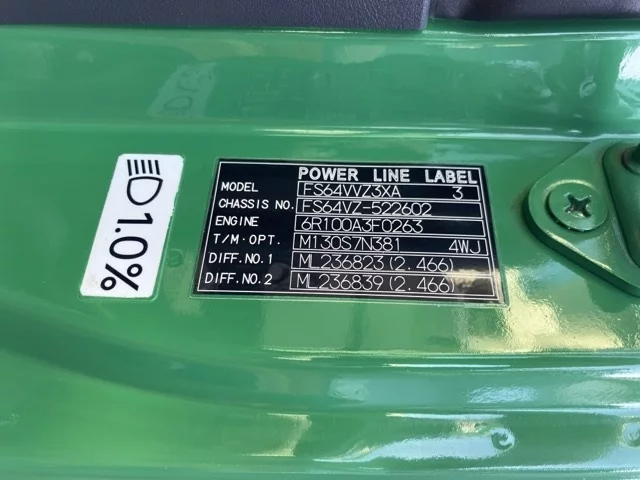 1.0%
POWER LINE LABEL
MODEL FS64VVZ3XA 3
CHASSIS NO. FS64VZ-522602
ENGINE 6R100A3F0263
T/M·OPT. M130S7N381 4WJ
DIFF.NO.1 ML236823(2.466)
DIFF.NO.2 ML236839(2.466)